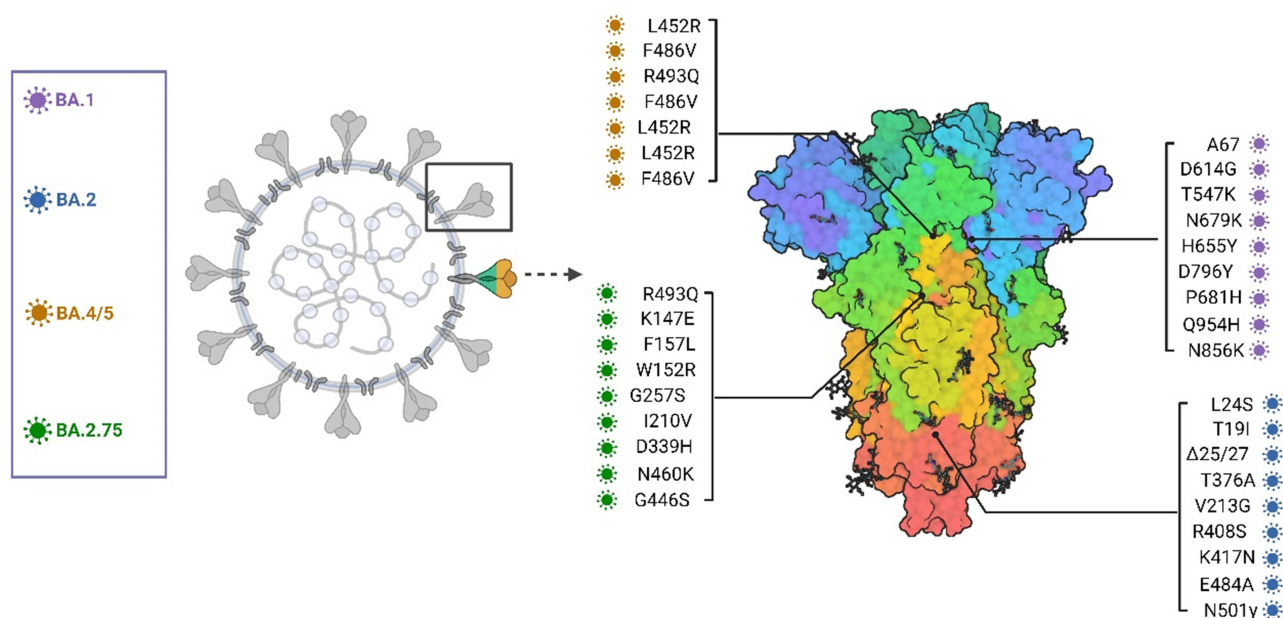 BA.1
BA.2
BA.4/5
BA.2.75
L452R
F486V
R493Q
F486V
L452R
L452R
F486V
R493Q
K147E
F157L
W152R
G257S
I210V
D339H
N460K
G446S
A67
D614G
T547K
N679K
H655Y
D796Y
P681H
Q954H
N856K
L24S
T19I
Δ25/27
T376A
V213G
R408S
K417N
E484A
N501y